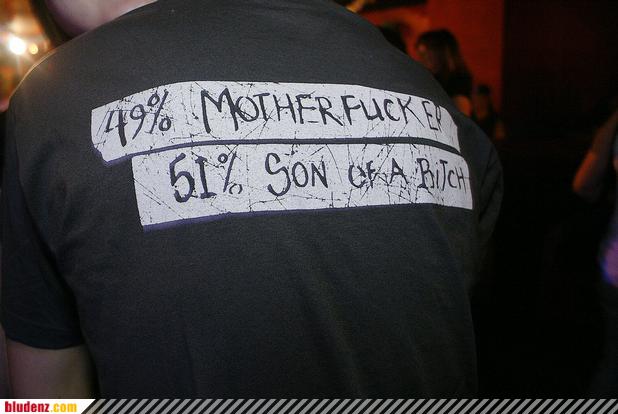 49% MOTHERFUCKER
51% SON OF A BITCH
bludenz.com